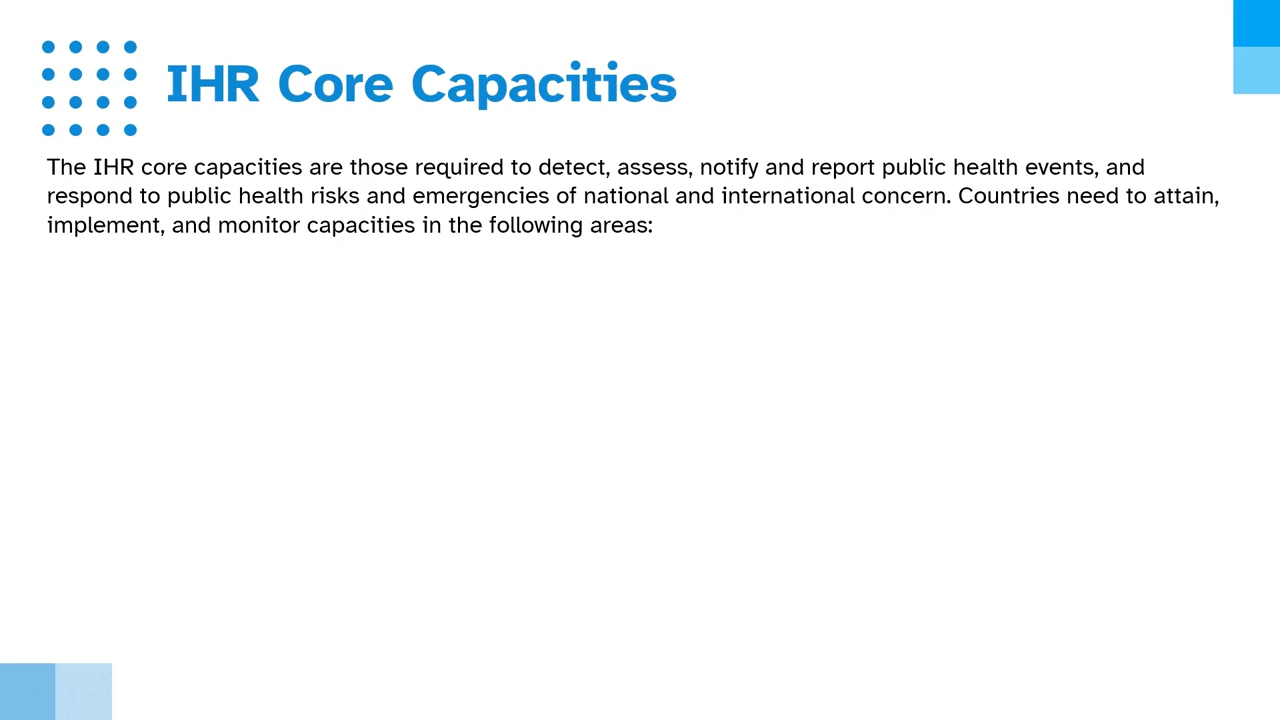 IHR Core Capacities
The IHR core capacities are those required to detect, assess, notify and report public health events, and
respond to public health risks and emergencies of national and international concern. Countries need to attain,
implement, and monitor capacities in the following areas: